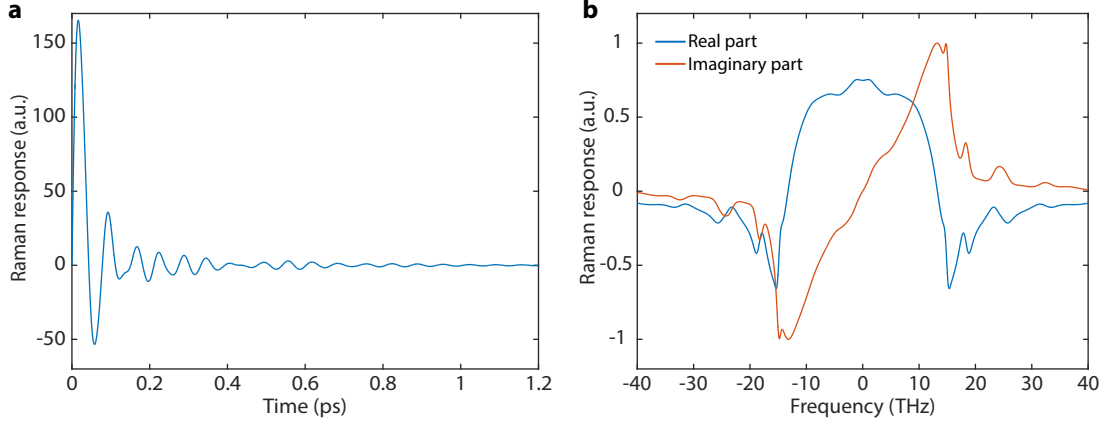 a
150
100
50
0
-50
Raman response (a.u.)
0 0.2 0.4 0.6 0.8 1 1.2
Time (ps)
b
Real part
Imaginary part
1
0.5
0
-0.5
-1
Raman response (a.u.)
-40 -30 -20 -10 0 10 20 30 40
Frequency (THz)